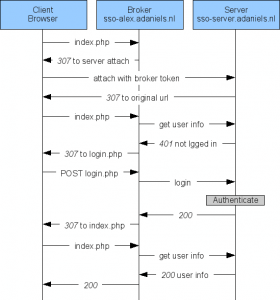 Client
Browser
Broker
sso-alex.adaniels.nl
Server
sso-server.adaniels.nl
index.php
307 to server attach
attach with broker token
307 to original url
index.php
get user info
401 not lgged in
307 to login.php
POST login.php
login
Authenticate
200
307 to index.php
index.php
get user info
200 user info
200